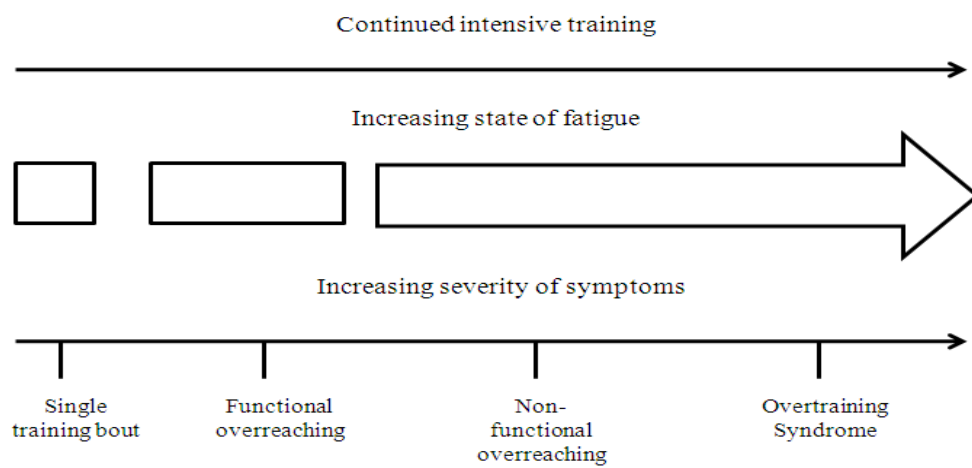 Continued intensive training
Increasing state of fatigue
Increasing severity of symptoms
Single
training bout
Functional
overreaching
Non-
functional
overreaching
Overtraining
Syndrome